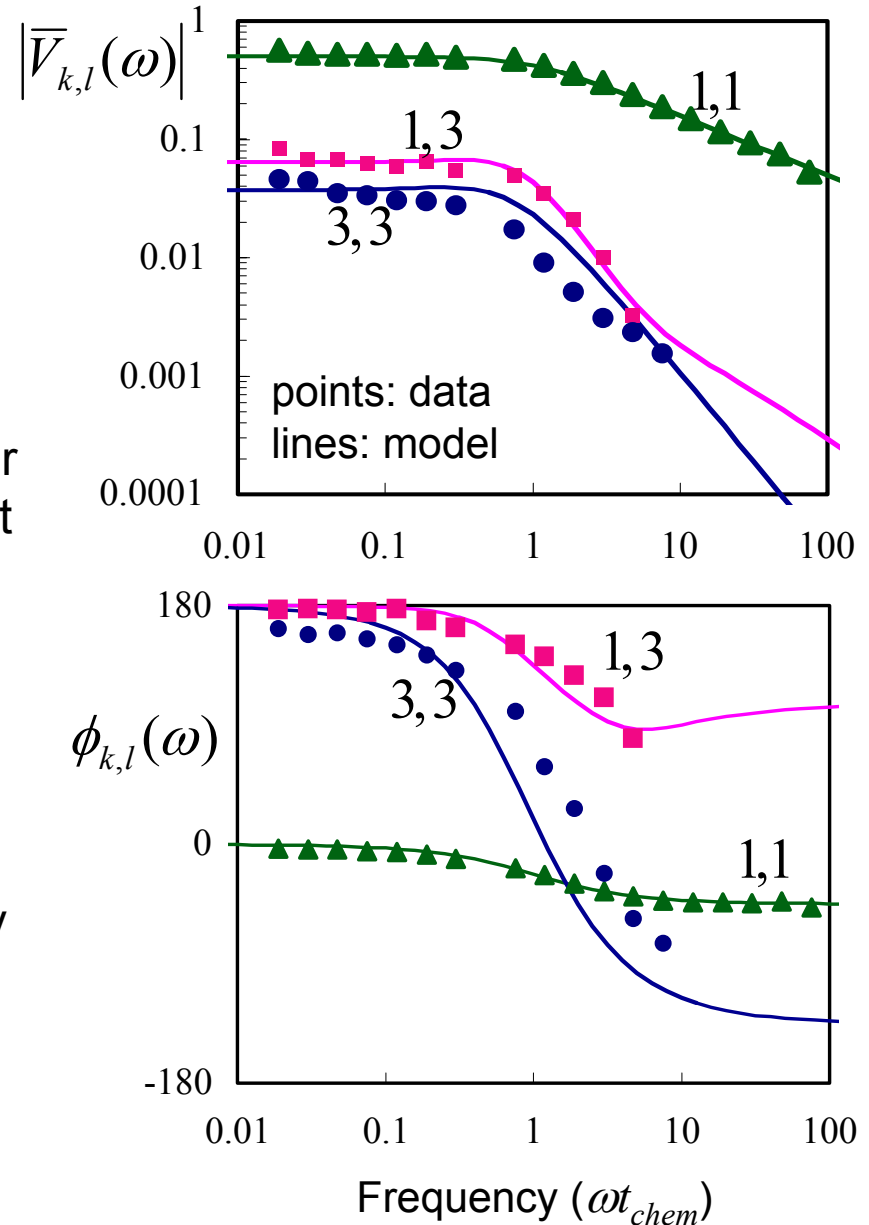 |V̅ₖ,ₗ(ω)|
1
0.1
0.01
0.001
0.0001
1,1
1,3
3,3
points: data
lines: model
0.01 0.1 1 10 100
r
t
180
0
-180
ϕₖ,ₗ(ω)
1,3
3,3
1,1
y
0.01 0.1 1 10 100
Frequency (ωt_chem)